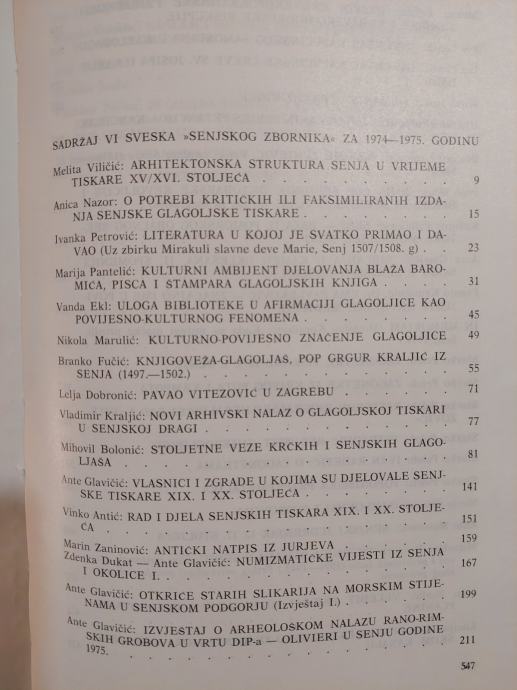 SADRŽAJ VI SVESKA »SENJSKOG ZBORNIKA« ZA 1974—1975. GODINU
Melita Viličić: ARHITEKTONSKA STRUKTURA SENJA U VRIJEME
TISKARE XV/XVI. STOLJEĆA . . . . . . . . 9
Anica Nazor: O POTREBI KRITIČKIH ILI FAKSIMILIRANIH IZDA-
NJA SENJSKE GLAGOLJSKE TISKARE . . . . . . 15
Ivanka Petrović: LITERATURA U KOJOJ JE SVATKO PRIMAO I DA-
VAO (Uz zbirku Mirakuli slavne deve Marie, Senj 1507/1508. g) . . 23
Marija Pantelić: KULTURNI AMBIJENT DJELOVANJA BLAŽA BARO-
MIĆA, PISCA I ŠTAMPARA GLAGOLJSKIH KNJIGA . . . . 31
Vanda Ekl: ULOGA BIBLIOTEKE U AFIRMACIJI GLAGOLJICE KAO
POVIJESNO-KULTURNOG FENOMENA . . . . . . 45
Nikola Marulić: KULTURNO-POVIJESNO ZNAČENJE GLAGOLJICE 49
Branko Fučić: KNJIGOVEŽA-GLAGOLJAŠ, POP GRGUR KRALJIĆ IZ
SENJA (1497.—1502.) . . . . . . . . . . 55
Lelja Dobronić: PAVAO VITEZOVIĆ U ZAGREBU . . . . . 71
Vladimir Kraljić: NOVI ARHIVSKI NALAZ O GLAGOLJSKOJ TISKARI
U SENJSKOJ DRAGI . . . . . . . . . . 77
Mihovil Bolonić: STOLJETNE VEZE KRČKIH I SENJSKIH GLAGO-
LJAŠA . . . . . . . . . . . . . . 81
Ante Glavičić: VLASNICI I ZGRADE U KOJIMA SU DJELOVALE SENJ-
SKE TISKARE XIX. I XX. STOLJEĆA . . . . . . 141
Vinko Antić: RAD I DJELA SENJSKIH TISKARA XIX. I XX. STOLJE-
ĆA . . . . . . . . . . . . . . . 151
Marin Zaninović: ANTIČKI NATPIS IZ JURJEVA . . . . . 159
Zdenka Dukat — Ante Glavičić: NUMIZMATIČKE VIJESTI IZ SENJA
I OKOLICE I. . . . . . . . . . . . . 167
Ante Glavičić: OTKRIĆE STARIH SLIKARIJA NA MORSKIM STIJE-
NAMA U SENJSKOM PODGORJU (Izvještaj I.) . . . . . 199
Ante Glavičić: IZVJEŠTAJ O ARHEOLOŠKOM NALAZU RANO-RIM-
SKIH GROBOVA U VRTU DIP-a — OLIVIERI U SENJU GODINE
1975. . . . . . . . . . . . . . . 211
547